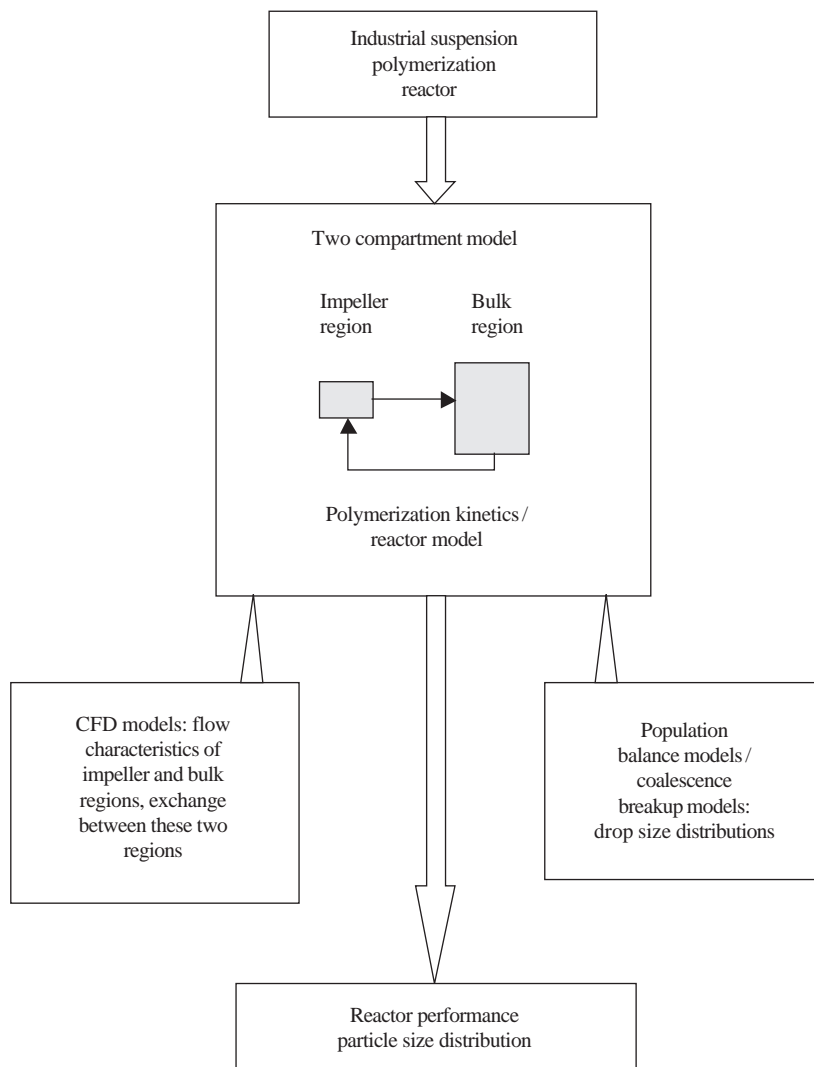 Industrial suspension
polymerization
reactor
Two compartment model
Impeller
region
Bulk
region
Polymerization kinetics/
reactor model
CFD models: flow
characteristics of
impeller and bulk
regions, exchange
between these two
regions
Population
balance models/
coalescence
breakup models:
drop size distributions
Reactor performance
particle size distribution